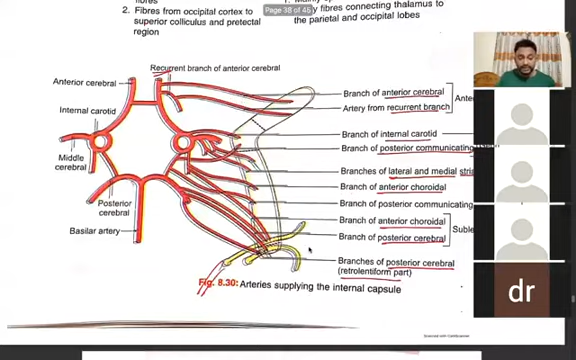 fibres
2. Fibres from occipital cortex to
superior colliculus and pretectal
region
Page 38 of 45
fibres connecting thalamus to
the parietal and occipital lobes
Recurrent branch of anterior cerebral
Anterior cerebral
Internal carotid
Middle
cerebral
Posterior
cerebral
Basilar artery
Branch of anterior cerebral
Artery from recurrent branch
Ante
Branch of internal carotid
Branch of posterior communicating
Branches of lateral and medial stri
Branch of anterior choroidal
Branch of posterior communicating
Branch of anterior choroidal
Branch of posterior cerebral
Suble
Branches of posterior cerebral
(retrolentiform part)
Fig. 8.30: Arteries supplying the internal capsule
Scanned with CamScanner
dr